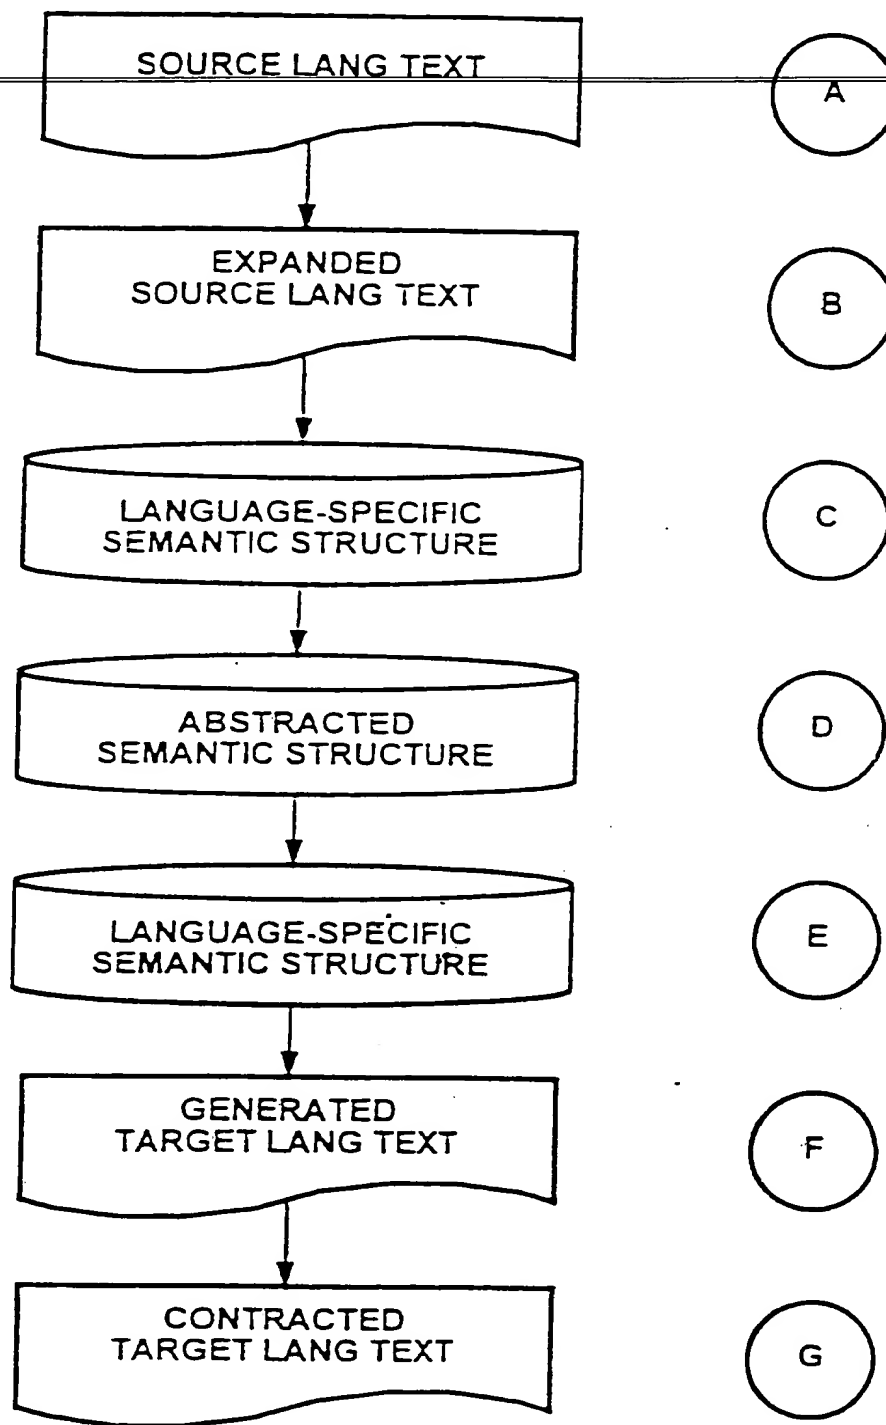 SOURCE LANG TEXT
A
EXPANDED
SOURCE LANG TEXT
B
LANGUAGE-SPECIFIC
SEMANTIC STRUCTURE
C
ABSTRACTED
SEMANTIC STRUCTURE
D
LANGUAGE-SPECIFIC
SEMANTIC STRUCTURE
E
GENERATED
TARGET LANG TEXT
F
CONTRACTED
TARGET LANG TEXT
G